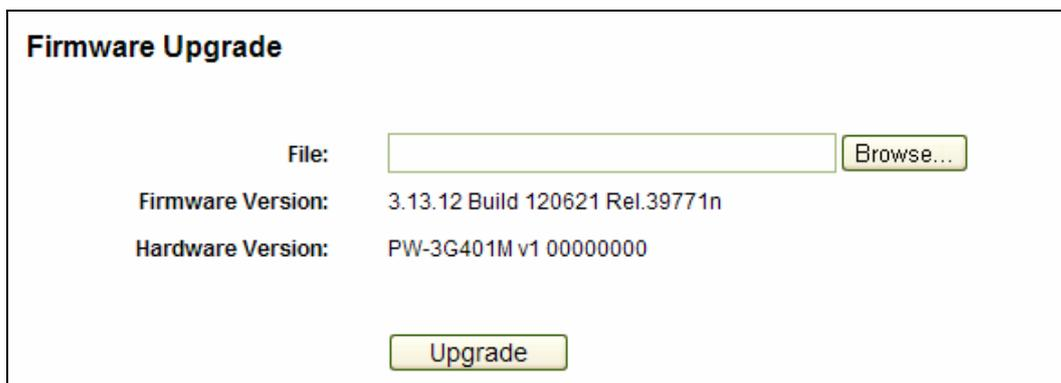 Firmware Upgrade
File: Browse...
Firmware Version: 3.13.12 Build 120621 Rel.39771n
Hardware Version: PW-3G401M v1 00000000
Upgrade